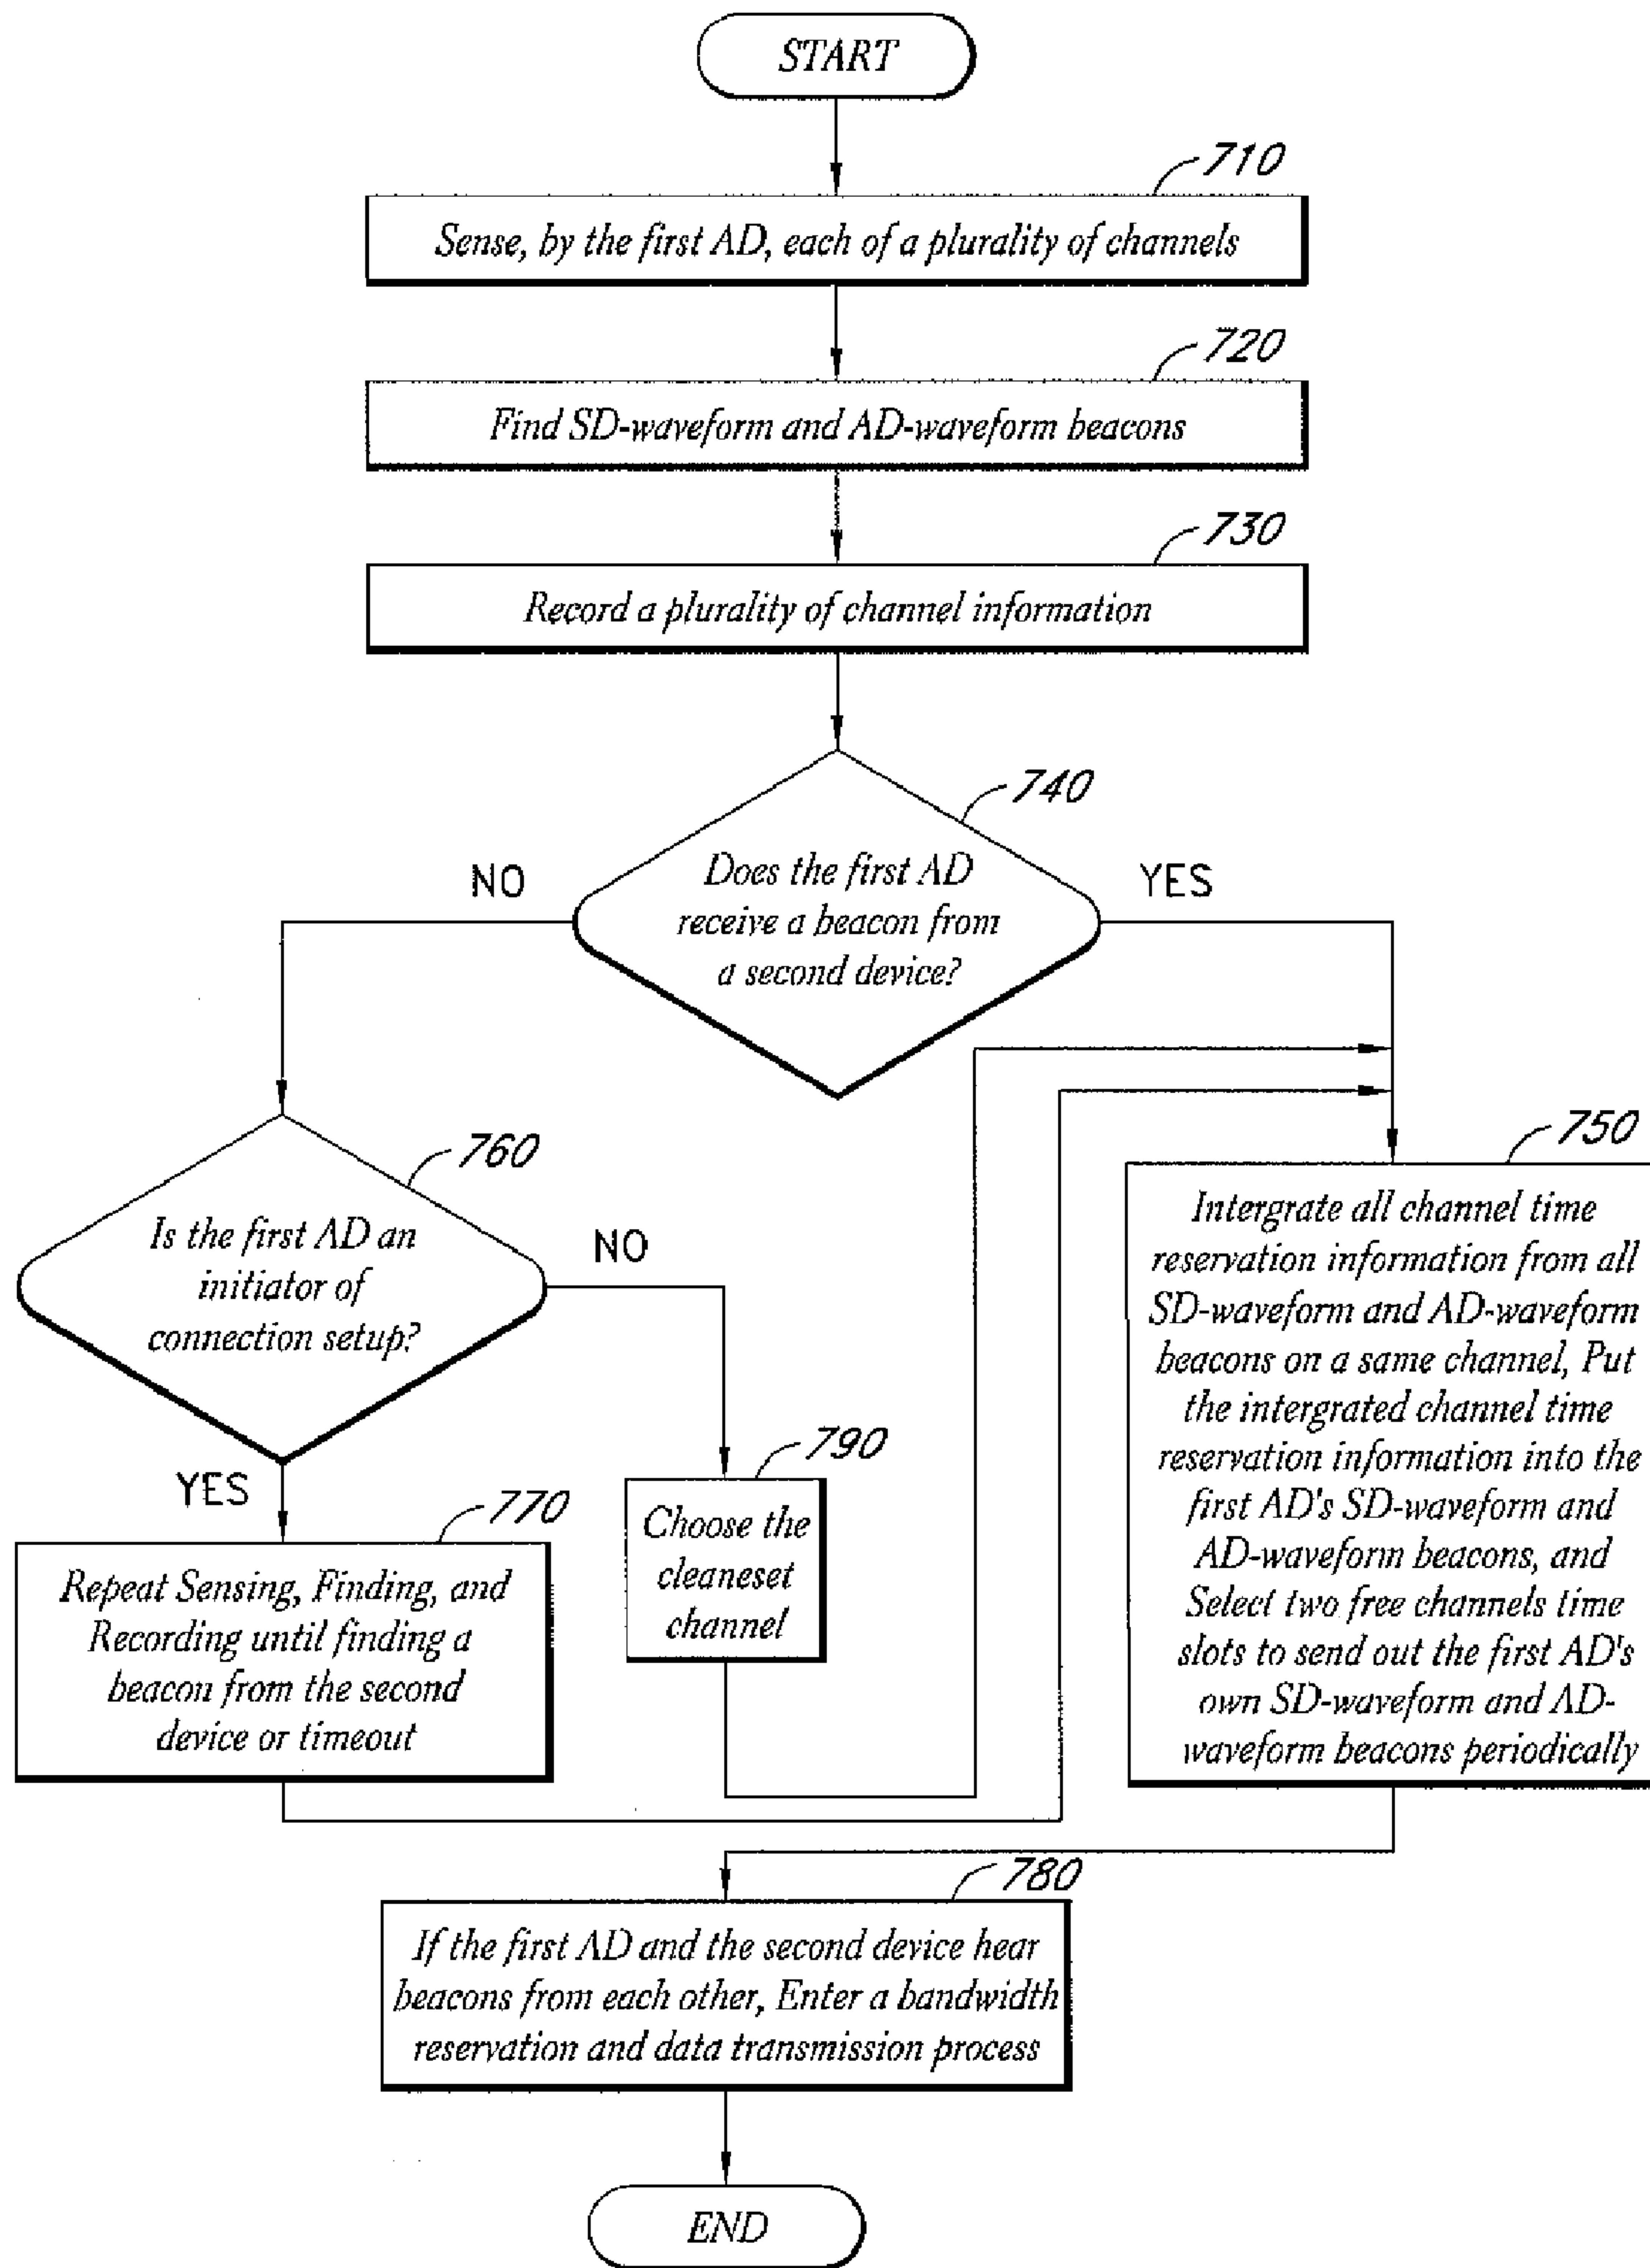 START
710
Sense, by the first AD, each of a plurality of channels
720
Find SD-waveform and AD-waveform beacons
730
Record a plurality of channel information
740
Does the first AD
receive a beacon from
a second device?
NO
YES
760
Is the first AD an
initiator of
connection setup?
NO
YES
750
Intergrate all channel time
reservation information from all
SD-waveform and AD-waveform
beacons on a same channel, Put
the intergrated channel time
reservation information into the
first AD's SD-waveform and
AD-waveform beacons, and
Select two free channels time
slots to send out the first AD's
own SD-waveform and AD-
waveform beacons periodically
790
Choose the
cleaneset
channel
770
Repeat Sensing, Finding, and
Recording until finding a
beacon from the second
device or timeout
780
If the first AD and the second device hear
beacons from each other, Enter a bandwidth
reservation and data transmission process
END